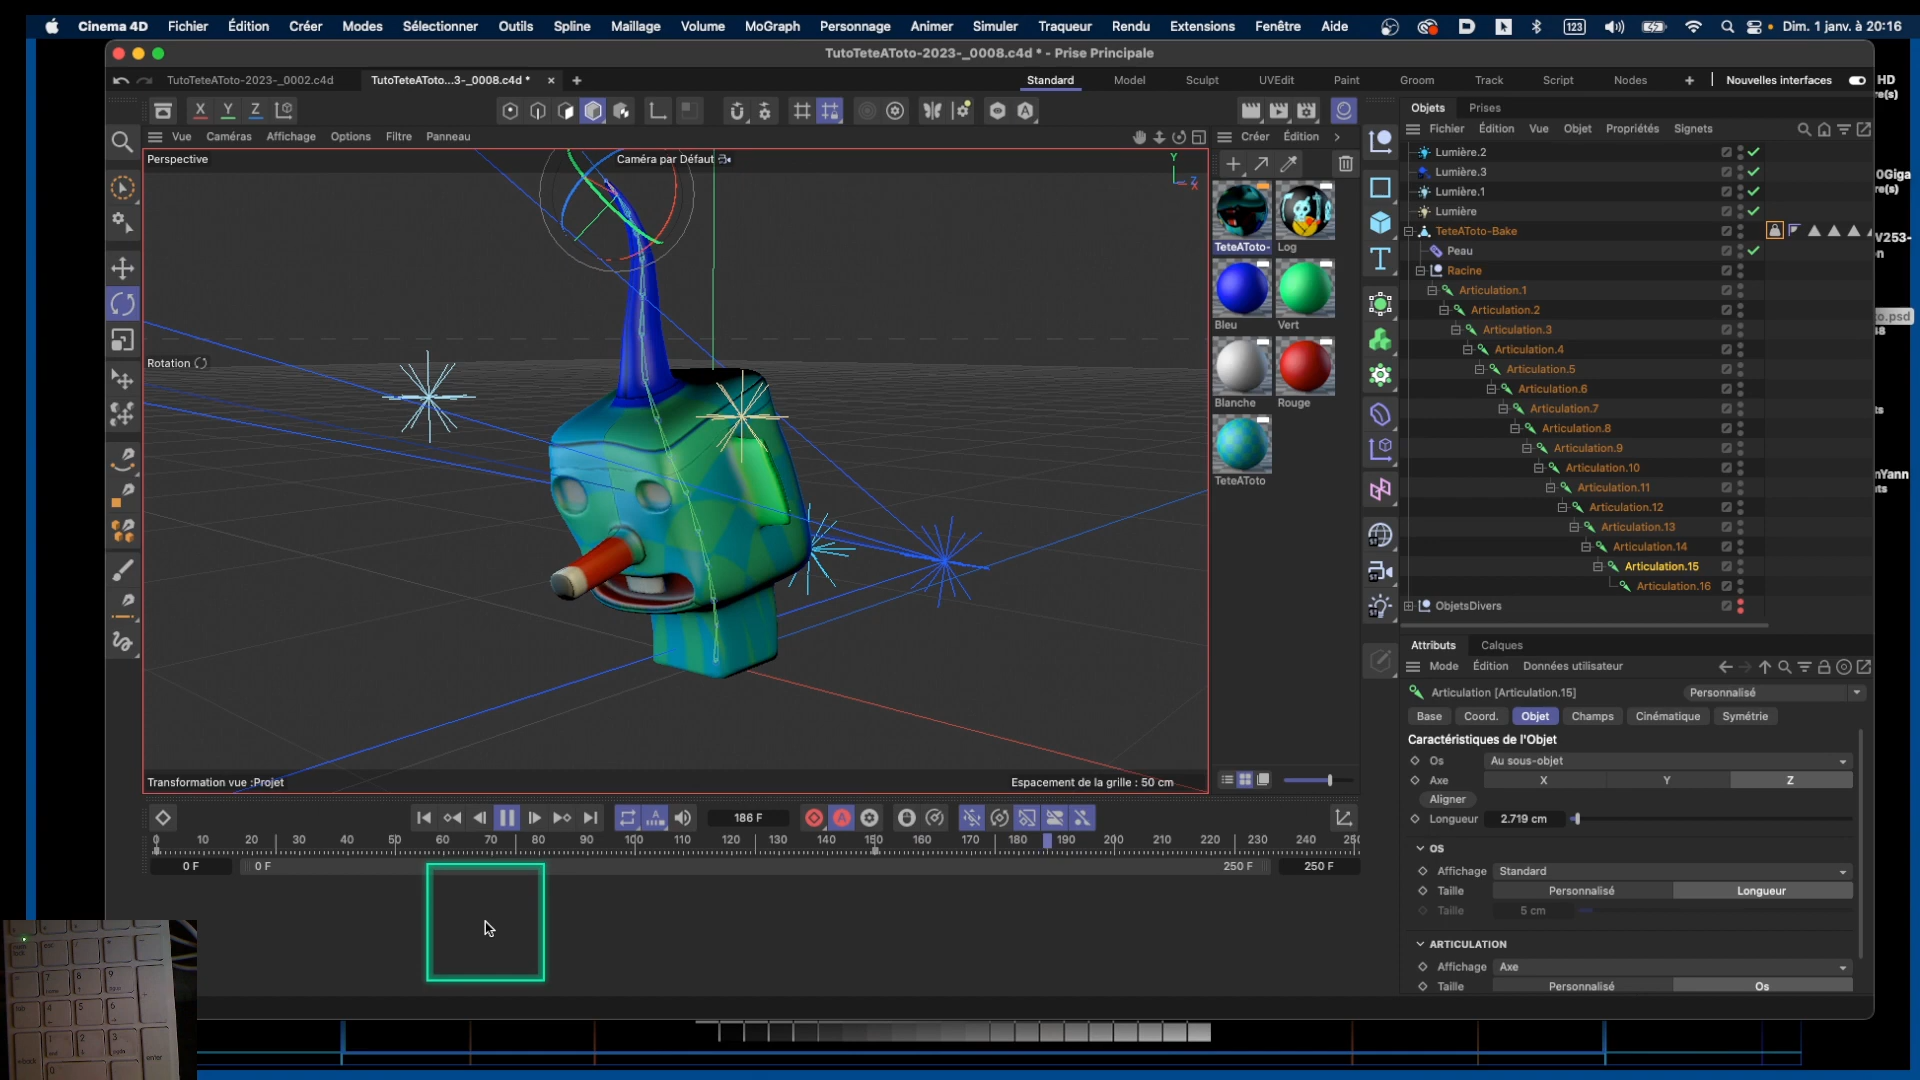 Cinema 4D Fichier Édition Créer Modes Sélectionner Outils Spline Maillage Volume MoGraph Personnage Animer Simuler Traqueur Rendu Extensions Fenêtre Aide 123 Dim. 1 janv. à 20:16
TutoTeteAToto-2023-_0008.c4d * - Prise Principale
TutoTeteAToto-2023-_0002.c4d TutoTeteAToto...3-_0008.c4d * Standard Model Sculpt UVEdit Paint Groom Track Script Nodes Nouvelles interfaces HD
X Y Z Objets Prises
Vue Caméras Affichage Options Filtre Panneau Créer Édition Fichier Édition Vue Objet Propriétés Signets
Perspective Caméra par Défaut
Y
Z
X
Lumière.2
Lumière.3
Lumière.1
Lumière
TeteAToto-Bake
Peau
Racine
Articulation.1
Articulation.2
Articulation.3
Articulation.4
Articulation.5
Articulation.6
Articulation.7
Articulation.8
Articulation.9
Articulation.10
Articulation.11
Articulation.12
Articulation.13
Articulation.14
Articulation.15
Articulation.16
ObjetsDivers
TeteAToto- Log
Bleu Vert
Blanche Rouge
TeteAToto
Rotation
Transformation vue :Projet Espacement de la grille : 50 cm
Attributs Calques
Mode Édition Données utilisateur
Articulation [Articulation.15] Personnalisé
Base Coord. Objet Champs Cinématique Symétrie
Caractéristiques de l'Objet
Os Au sous-objet
Axe X Y Z
Aligner
Longueur 2.719 cm
OS
Affichage Standard
Taille Personnalisé Longueur
Taille 5 cm
ARTICULATION
Affichage Axe
Taille Personnalisé Os
186 F
0 10 20 30 40 50 60 70 80 90 100 110 120 130 140 150 160 170 180 190 200 210 220 230 240
0 F 0 F 250 F 250 F